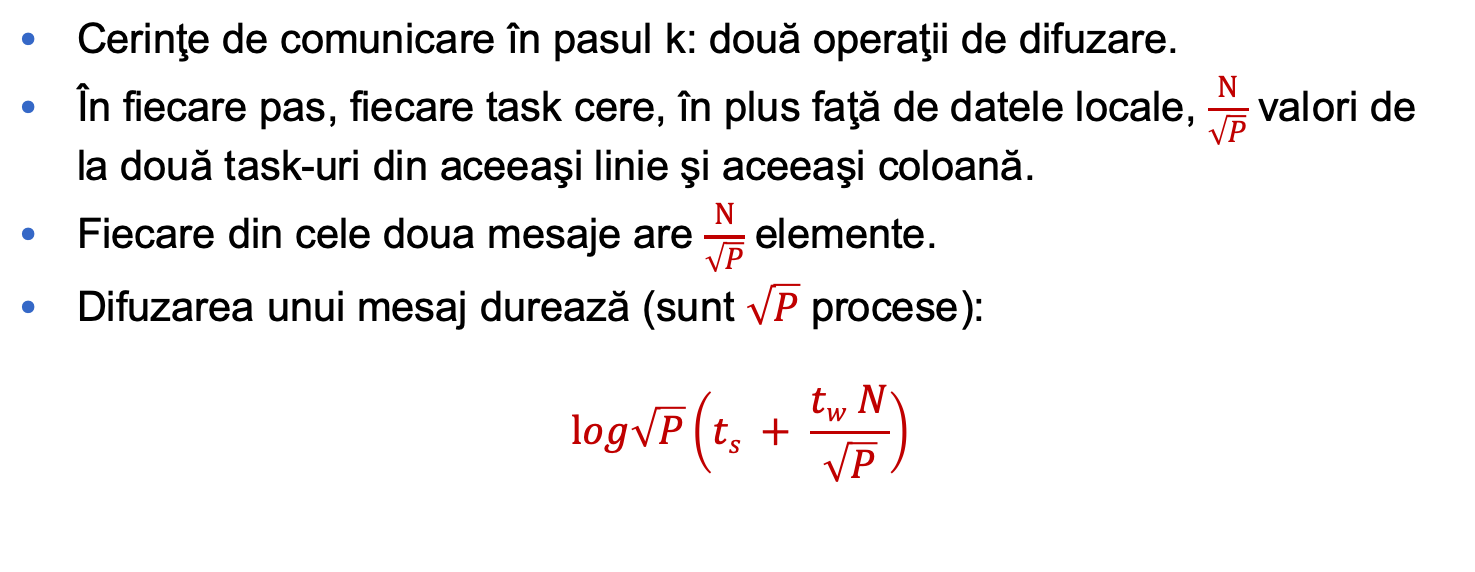 • Cerinţe de comunicare în pasul k: două operaţii de difuzare.
• În fiecare pas, fiecare task cere, în plus faţă de datele locale, N/√P valori de
la două task-uri din aceeaşi linie şi aceeaşi coloană.
• Fiecare din cele doua mesaje are N/√P elemente.
• Difuzarea unui mesaj durează (sunt √P procese):
log√P(t_s + t_w N/√P)